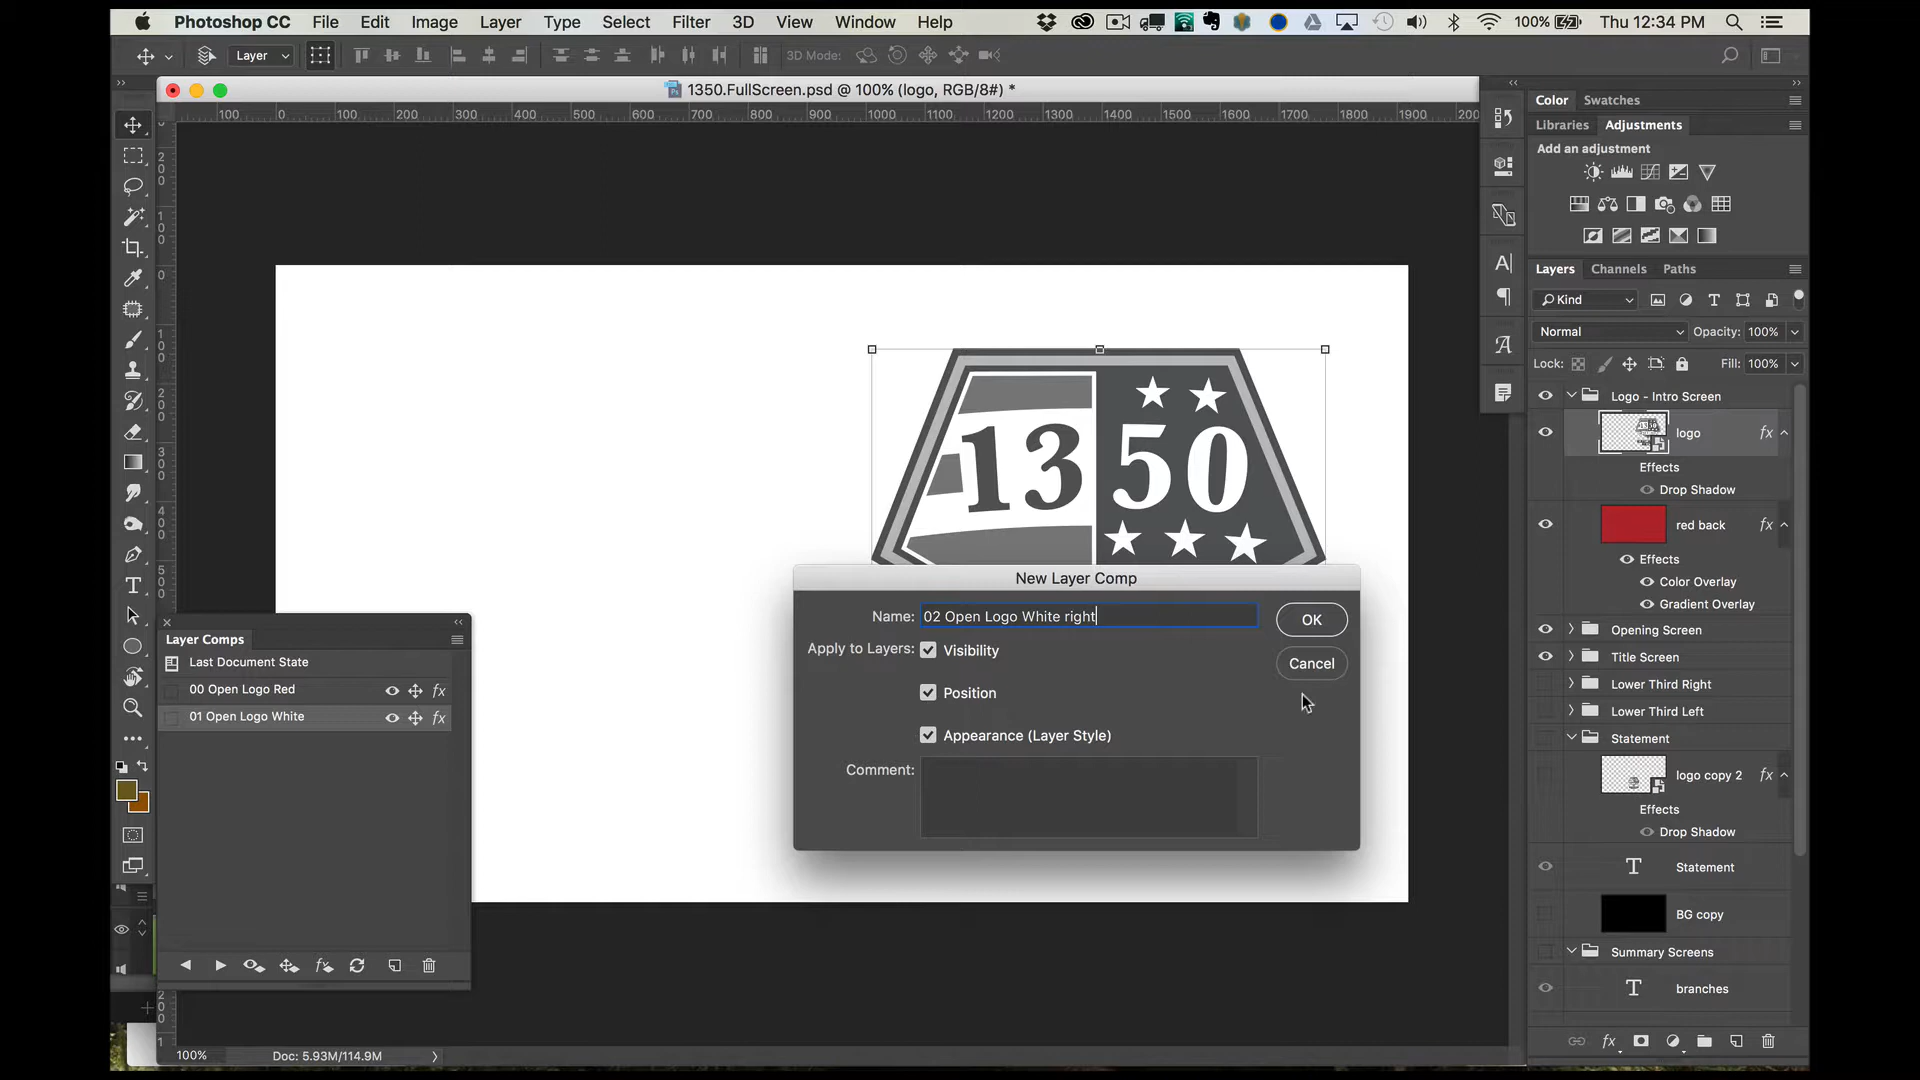 Photoshop CC File Edit Image Layer Type Select Filter 3D View Window Help 100% Thu 12:34 PM
Layer 3D Mode:
1350.FullScreen.psd @ 100% (logo, RGB/8#) *
100 0 100 200 300 400 500 600 700 800 900 1000 1100 1200 1300 1400 1500 1600 1700 1800 1900 200
Color Swatches
Libraries Adjustments
Add an adjustment
Layers Channels Paths
Kind
Normal Opacity: 100%
Lock: Fill: 100%
Logo - Intro Screen
logo fx
Effects
Drop Shadow
red back fx
Effects
Color Overlay
Gradient Overlay
Opening Screen
Title Screen
Lower Third Right
Lower Third Left
Statement
logo copy 2 fx
Effects
Drop Shadow
T Statement
BG copy
Summary Screens
T branches
1350
New Layer Comp
Name: 02 Open Logo White right
OK
Apply to Layers: Visibility
Cancel
Position
Appearance (Layer Style)
Comment:
Layer Comps
Last Document State
00 Open Logo Red fx
01 Open Logo White fx
100% Doc: 5.93M/114.9M